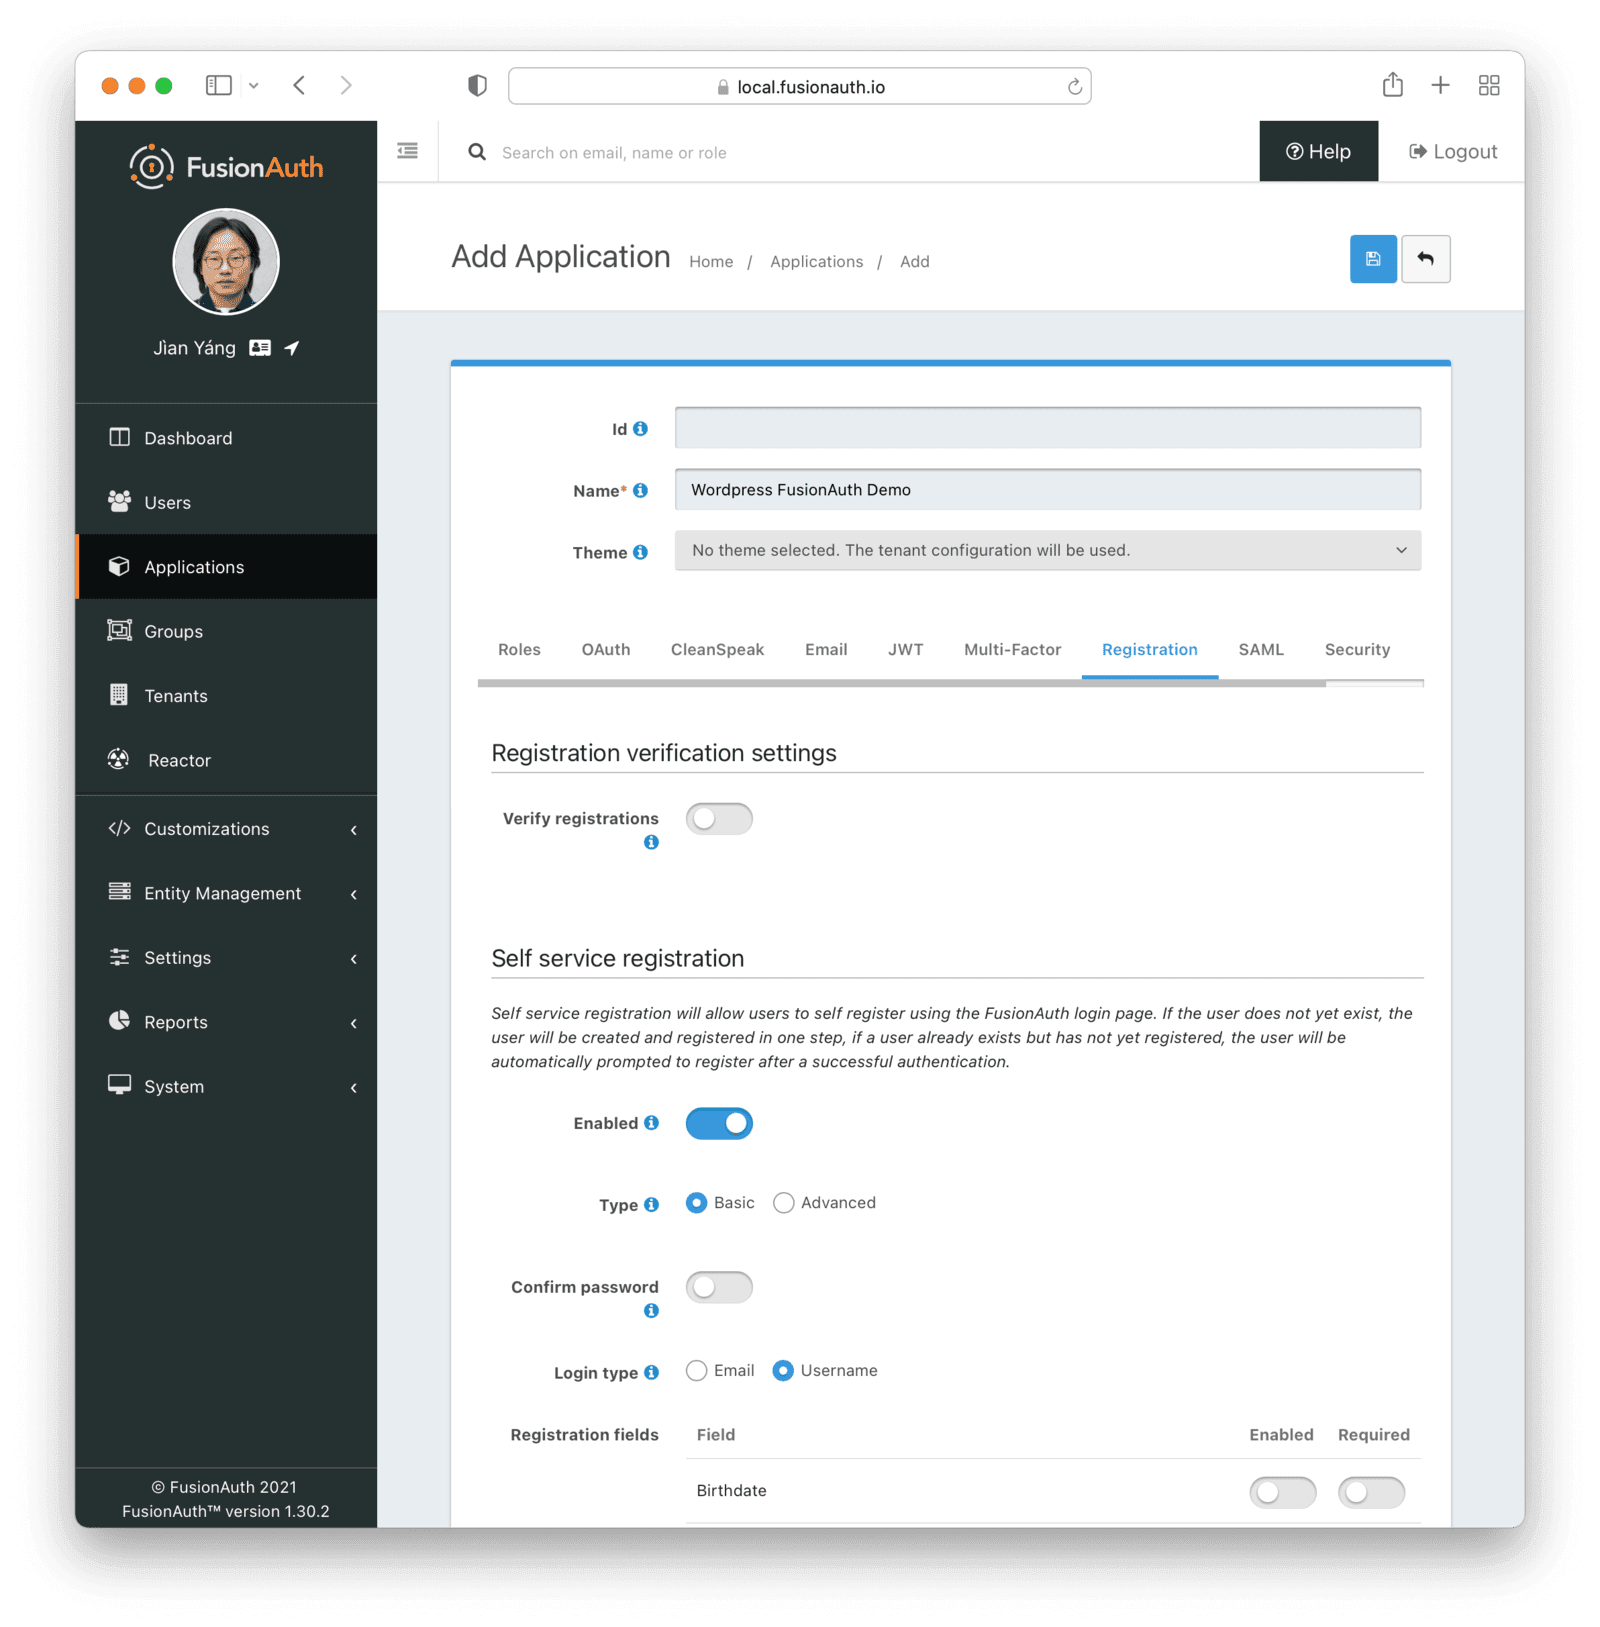 local.fusionauth.io
FusionAuth
Search on email, name or role
Help
Logout
Jìan Yáng
Dashboard
Users
Applications
Groups
Tenants
Reactor
Customizations
Entity Management
Settings
Reports
System
© FusionAuth 2021
FusionAuth™ version 1.30.2
Add Application
Home / Applications / Add
Id
Name* Wordpress FusionAuth Demo
Theme No theme selected. The tenant configuration will be used.
Roles OAuth CleanSpeak Email JWT Multi-Factor Registration SAML Security
Registration verification settings
Verify registrations
Self service registration
Self service registration will allow users to self register using the FusionAuth login page. If the user does not yet exist, the
user will be created and registered in one step, if a user already exists but has not yet registered, the user will be
automatically prompted to register after a successful authentication.
Enabled
Type Basic Advanced
Confirm password
Login type Email Username
Registration fields Field Enabled Required
Birthdate